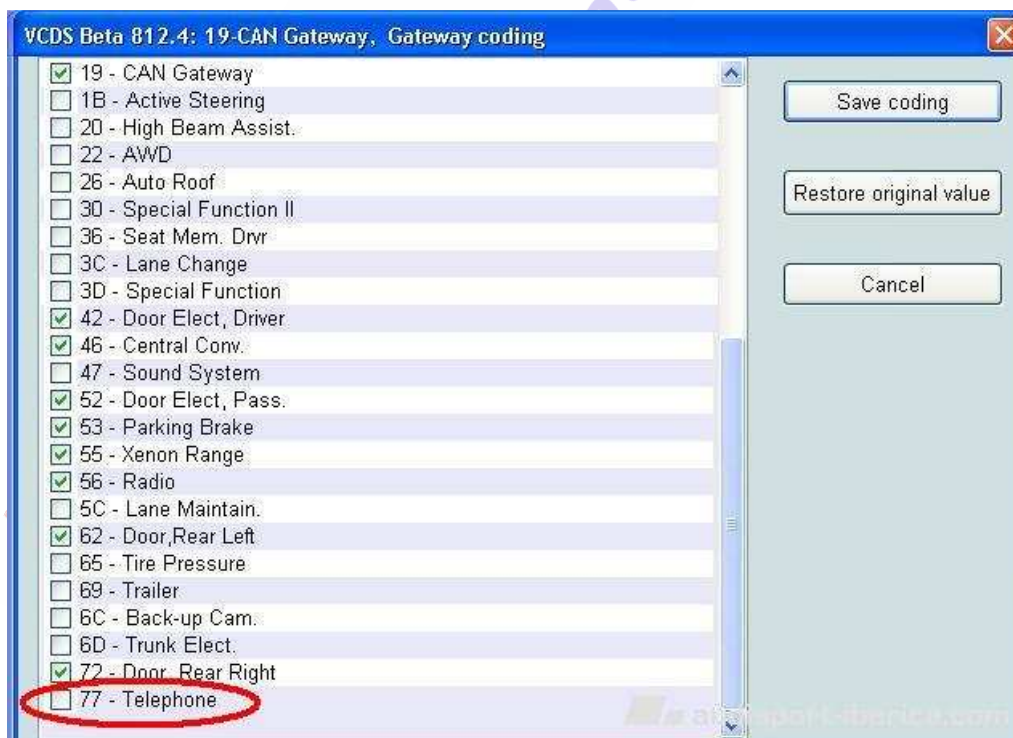 VCDS Beta 812.4: 19-CAN Gateway, Gateway coding
19 - CAN Gateway
1B - Active Steering
20 - High Beam Assist.
22 - AWD
26 - Auto Roof
30 - Special Function II
36 - Seat Mem. Drvr
3C - Lane Change
3D - Special Function
42 - Door Elect, Driver
46 - Central Conv.
47 - Sound System
52 - Door Elect, Pass.
53 - Parking Brake
55 - Xenon Range
56 - Radio
5C - Lane Maintain.
62 - Door,Rear Left
65 - Tire Pressure
69 - Trailer
6C - Back-up Cam.
6D - Trunk Elect.
72 - Door, Rear Right
77 - Telephone
Save coding
Restore original value
Cancel